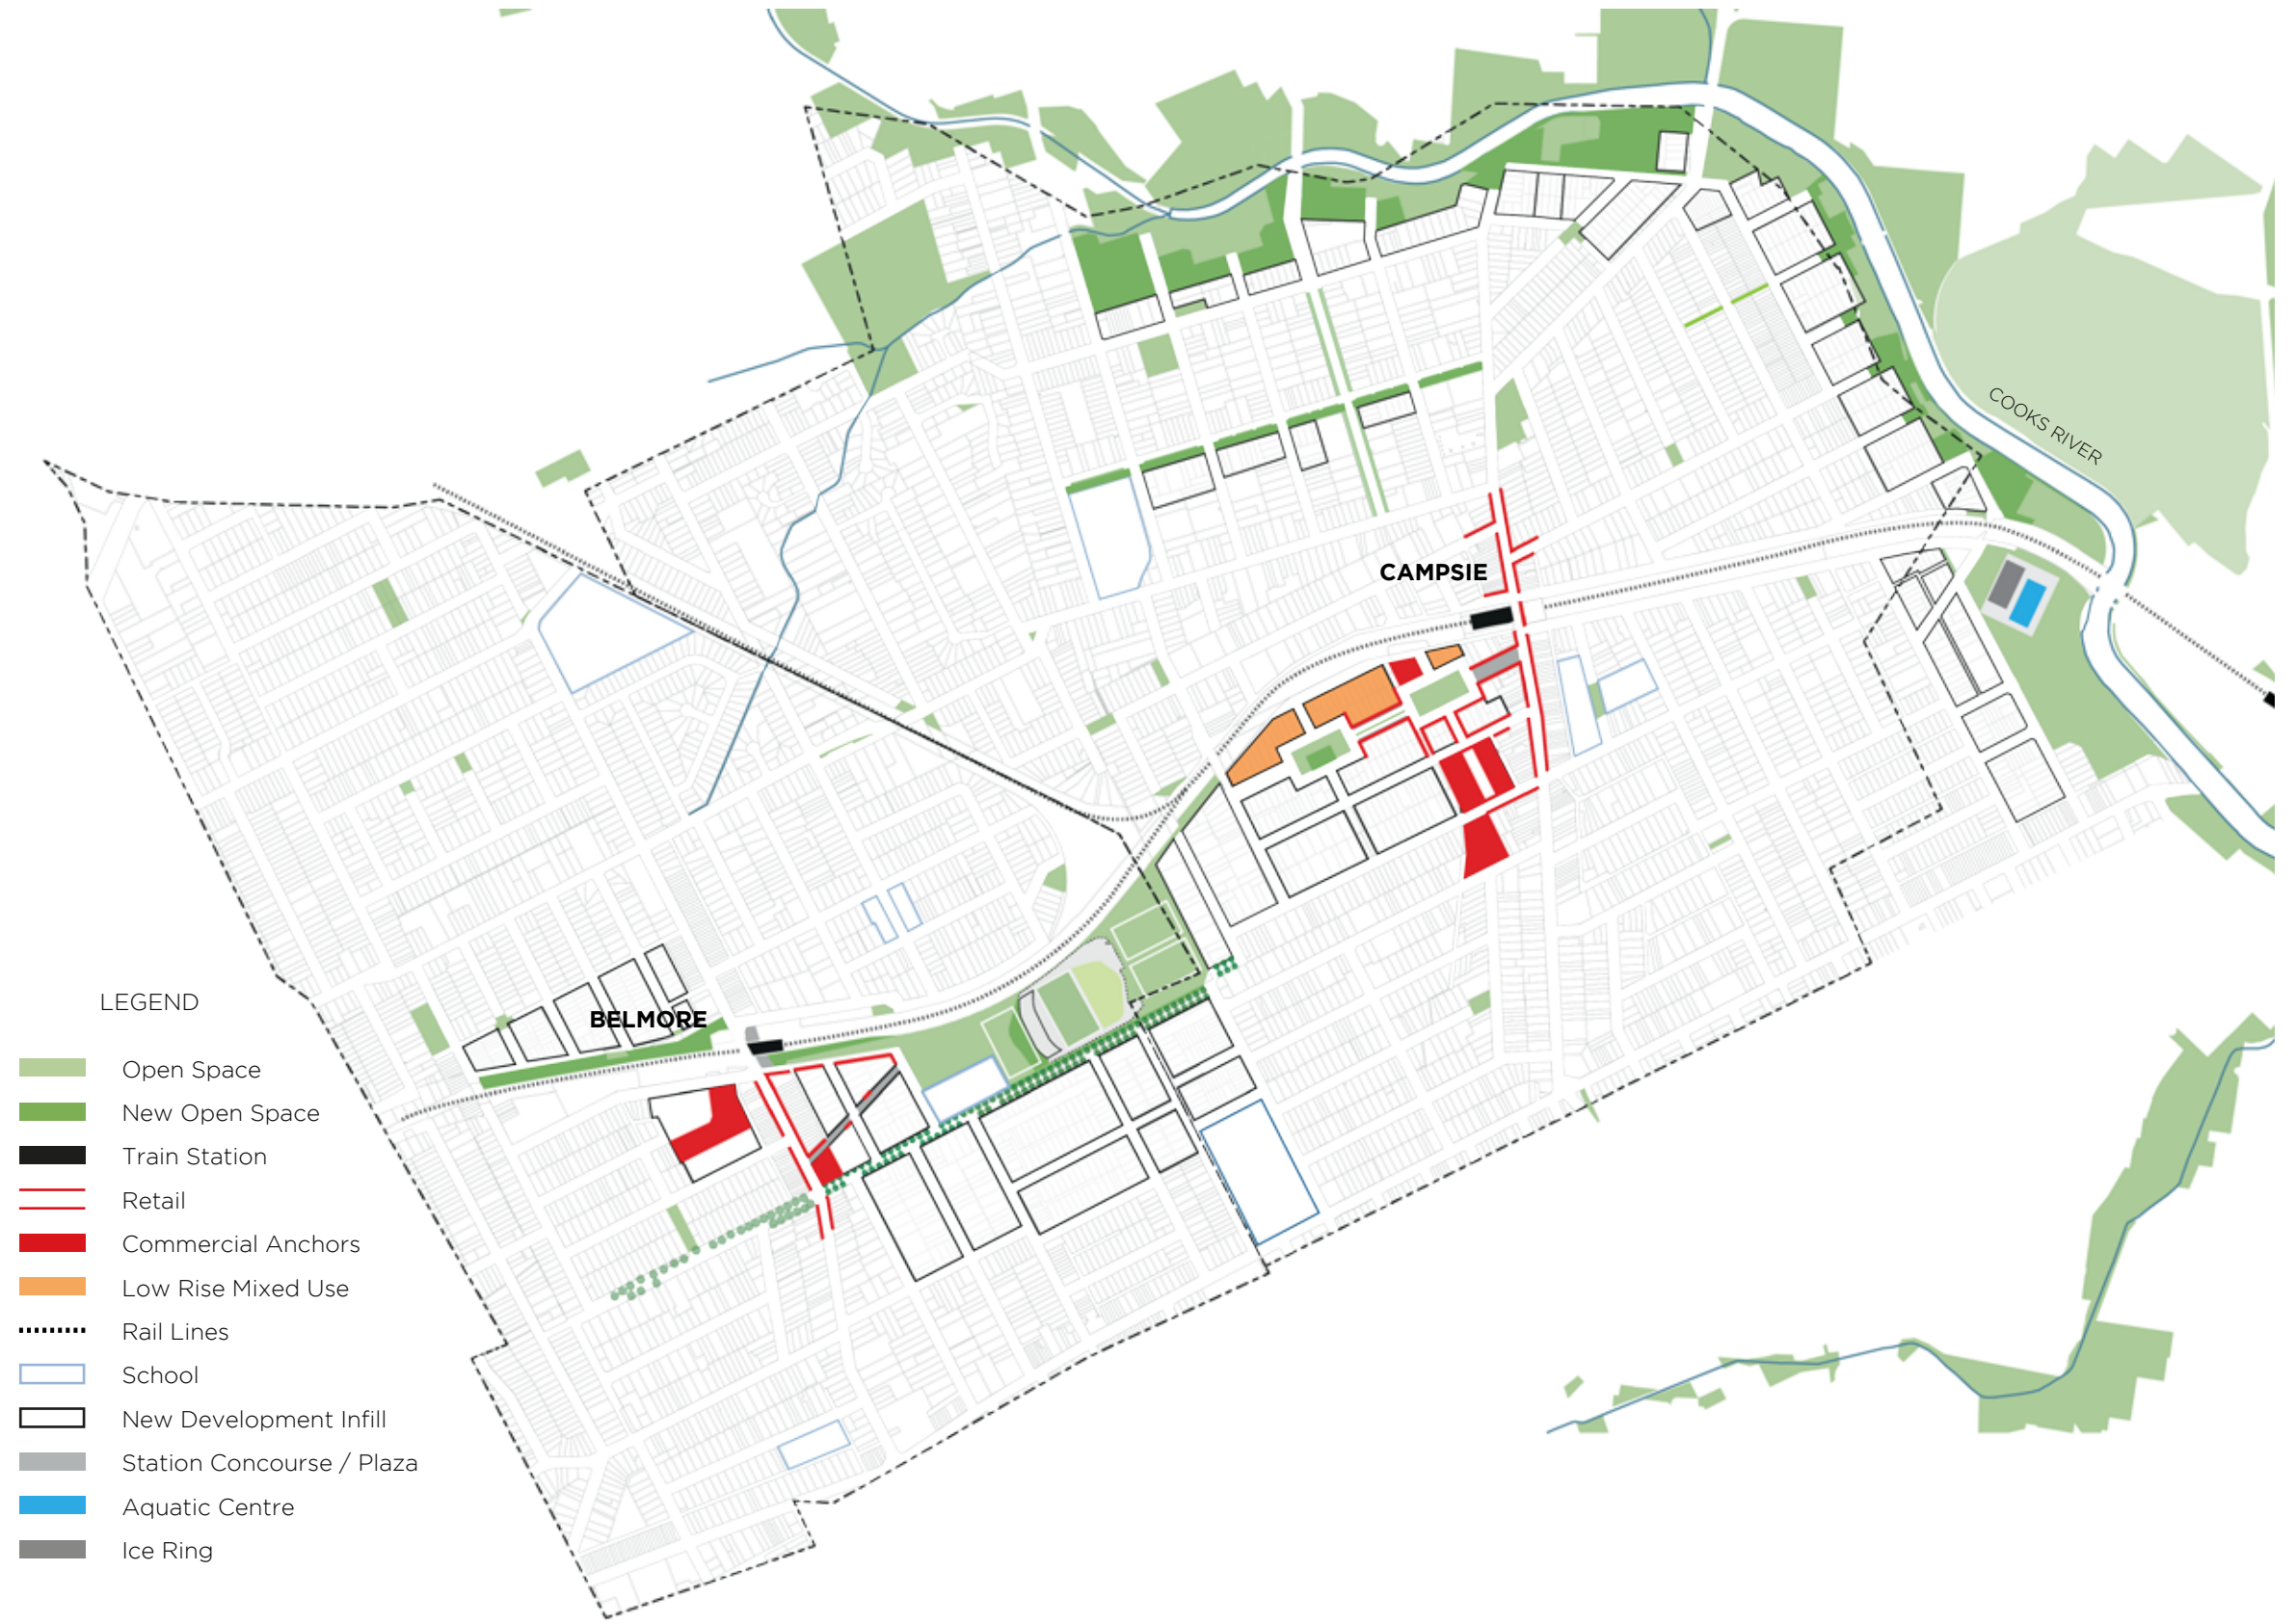 COOKS RIVER
CAMPSIE
BELMORE
LEGEND
Open Space
New Open Space
Train Station
Retail
Commercial Anchors
Low Rise Mixed Use
Rail Lines
School
New Development Infill
Station Concourse / Plaza
Aquatic Centre
Ice Ring